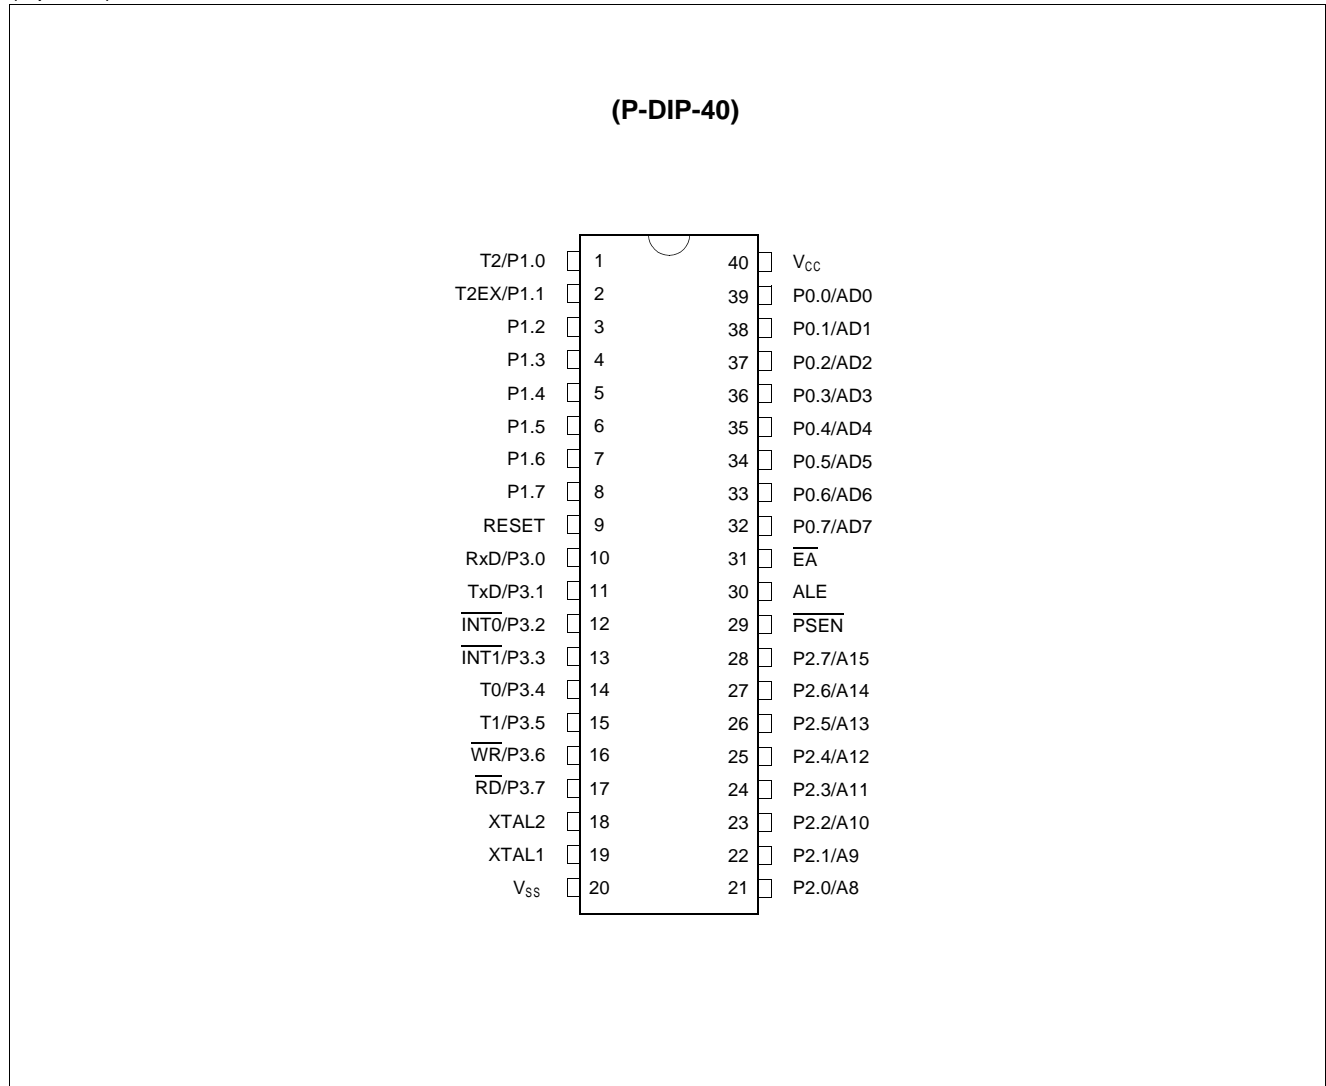 (P-DIP-40)
T2/P1.0 1 40 VCC
T2EX/P1.1 2 39 P0.0/AD0
P1.2 3 38 P0.1/AD1
P1.3 4 37 P0.2/AD2
P1.4 5 36 P0.3/AD3
P1.5 6 35 P0.4/AD4
P1.6 7 34 P0.5/AD5
P1.7 8 33 P0.6/AD6
RESET 9 32 P0.7/AD7
RxD/P3.0 10 31 E̅A̅
TxD/P3.1 11 30 ALE
I̅N̅T̅0̅/P3.2 12 29 P̅S̅E̅N̅
I̅N̅T̅1̅/P3.3 13 28 P2.7/A15
T0/P3.4 14 27 P2.6/A14
T1/P3.5 15 26 P2.5/A13
W̅R̅/P3.6 16 25 P2.4/A12
R̅D̅/P3.7 17 24 P2.3/A11
XTAL2 18 23 P2.2/A10
XTAL1 19 22 P2.1/A9
VSS 20 21 P2.0/A8